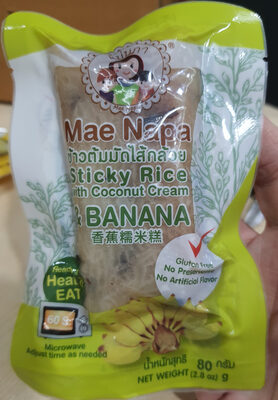 ®
Mae Napa
ข้าวต้มมัดไส้กล้วย
Sticky Rice
with Coconut Cream
& BANANA
香蕉糯米糕
Gluten
No Preservative
No Artificial Flavor
Heat
EAT
60
Microwave
Adjust time as needed
น้ำหนักสุทธิ 80 กรัม
NET WEIGHT (2.8 oz) g